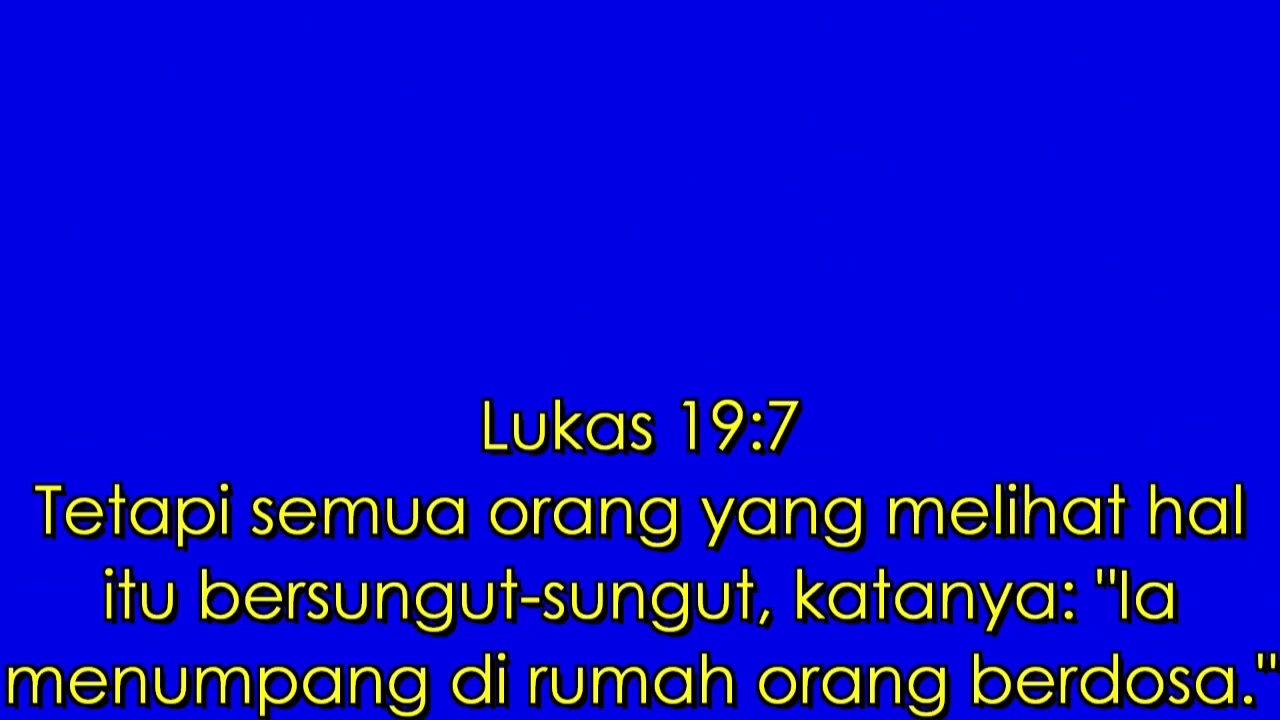 Lukas 19:7
Tetapi semua orang yang melihat hal
itu bersungut-sungut, katanya: "Ia
menumpang di rumah orang berdosa."